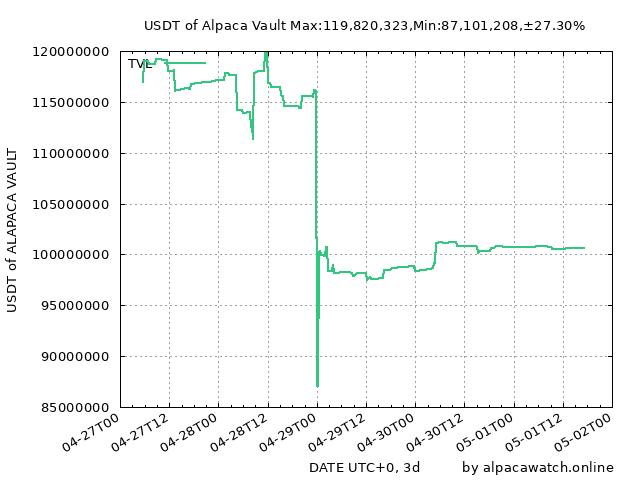 USDT of Alpaca Vault Max:119,820,323,Min:87,101,208,±27.30%
120000000
TVL
115000000
110000000
105000000
100000000
95000000
90000000
85000000
USDT of ALAPACA VAULT
04-27T00
04-27T12
04-28T00
04-28T12
04-29T00
04-29T12
04-30T00
04-30T12
05-01T00
05-01T12
05-02T00
DATE UTC+0, 3d
by alpacawatch.online